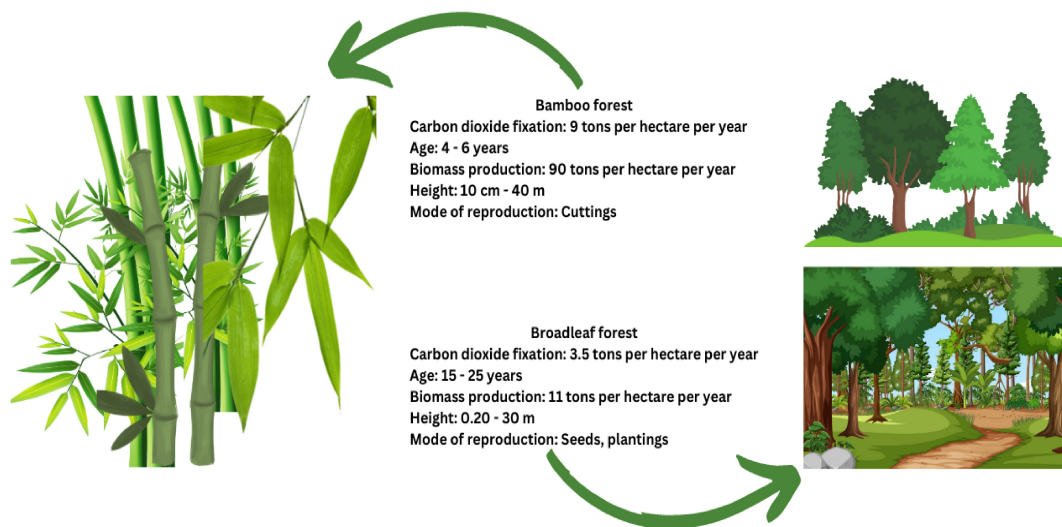 Bamboo forest
Carbon dioxide fixation: 9 tons per hectare per year
Age: 4 - 6 years
Biomass production: 90 tons per hectare per year
Height: 10 cm - 40 m
Mode of reproduction: Cuttings
Broadleaf forest
Carbon dioxide fixation: 3.5 tons per hectare per year
Age: 15 - 25 years
Biomass production: 11 tons per hectare per year
Height: 0.20 - 30 m
Mode of reproduction: Seeds, plantings